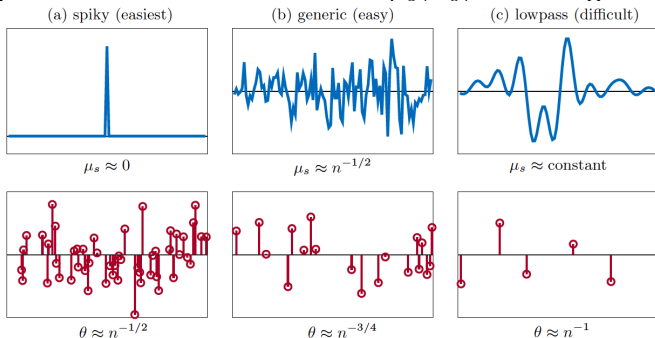 (a) spiky (easiest) (b) generic (easy) (c) lowpass (difficult)
μ_s ≈ 0 μ_s ≈ n^{-1/2} μ_s ≈ constant
θ ≈ n^{-1/2} θ ≈ n^{-3/4} θ ≈ n^{-1}